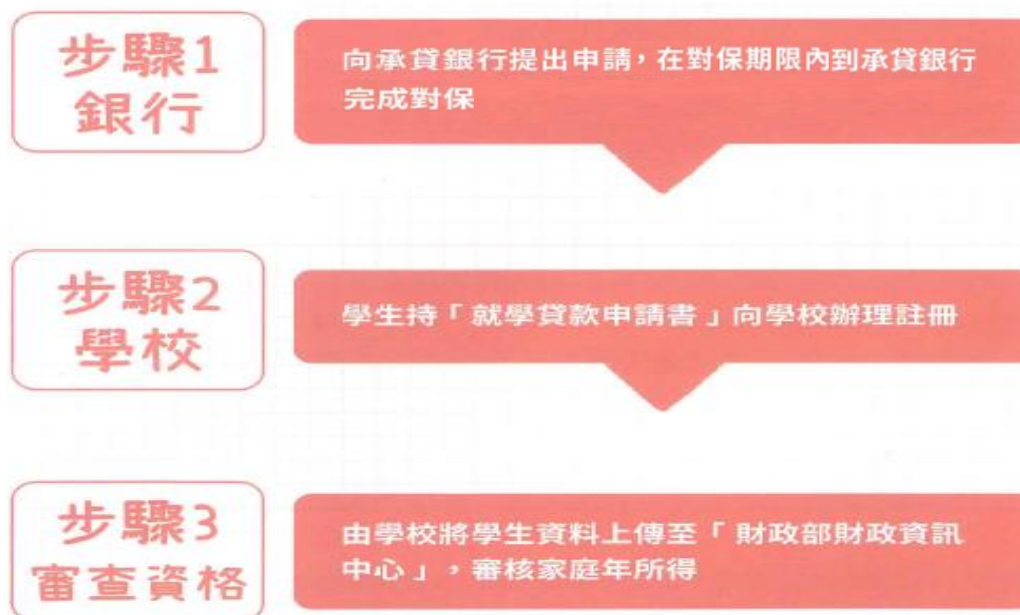 步驟1
銀行
向承貸銀行提出申請，在對保期限內到承貸銀行
完成對保
步驟2
學校
學生持「就學貸款申請書」向學校辦理註冊
步驟3
審查資格
由學校將學生資料上傳至「財政部財政資訊
中心」，審核家庭年所得